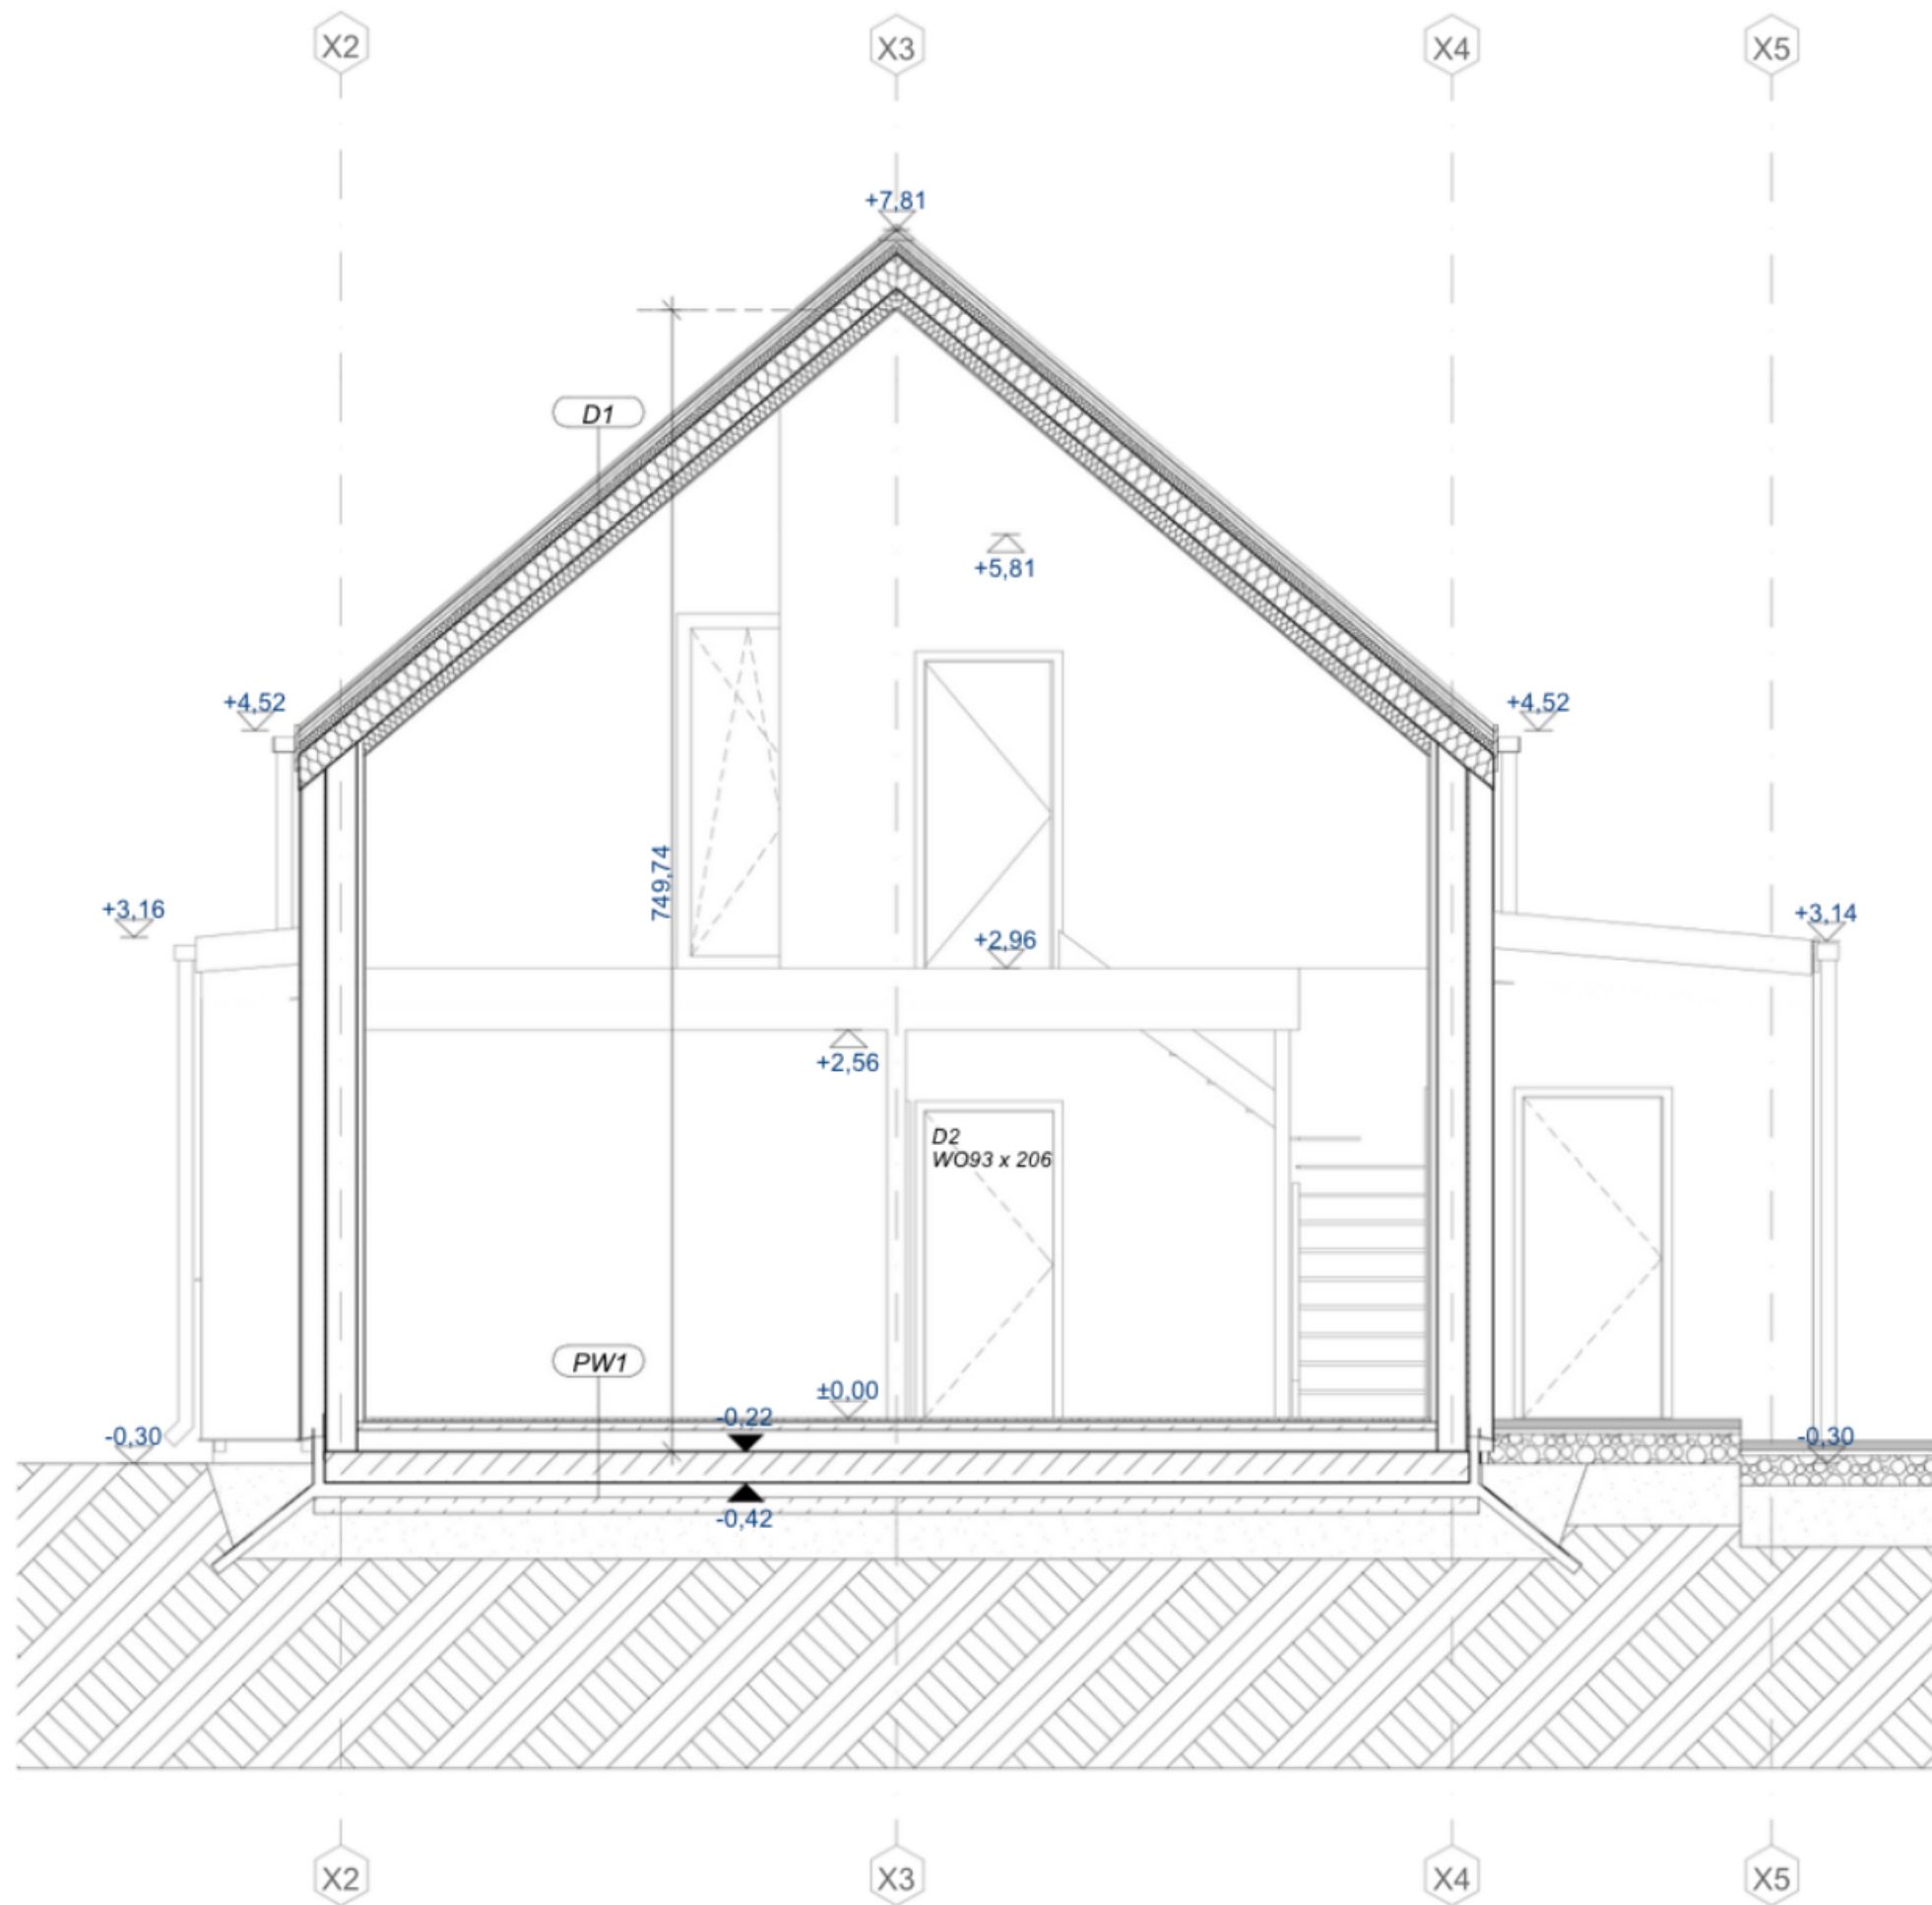 X2
X3
X4
X5
+7,81
D1
+5,81
+4,52
+4,52
749,74
+3,16
+3,14
+2,96
+2,56
D2
WO93 x 206
PW1
±0,00
-0,22
-0,30
-0,30
-0,42
X2
X3
X4
X5